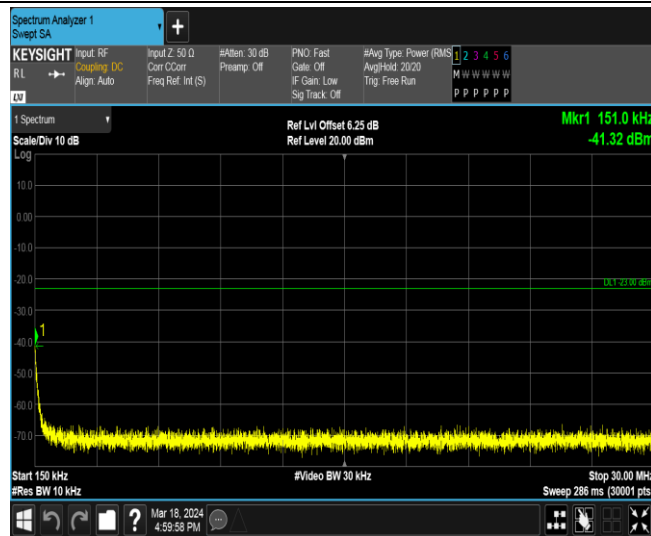 Spectrum Analyzer 1
Swept SA
+
KEYSIGHT Input: RF Input Z: 50 Ω #Atten: 30 dB PNO: Fast #Avg Type: Power (RMS 1 2 3 4 5 6
RL Coupling: DC Corr CCorr Preamp: Off Gate: Off Avg|Hold: 20/20 M W W W W W
Align: Auto Freq Ref: Int (S) IF Gain: Low Trig: Free Run
LXI Sig Track: Off P P P P P P
1 Spectrum Ref Lvl Offset 6.25 dB Mkr1 151.0 kHz
Scale/Div 10 dB Ref Level 20.00 dBm -41.32 dBm
Log
10.0
0.00
-10.0
-20.0
DL1 -23.00 dBm
-30.0
1
-40.0
-50.0
-60.0
-70.0
Start 150 kHz #Video BW 30 kHz Stop 30.00 MHz
#Res BW 10 kHz Sweep 286 ms (30001 pts
? Mar 18, 2024
4:59:58 PM